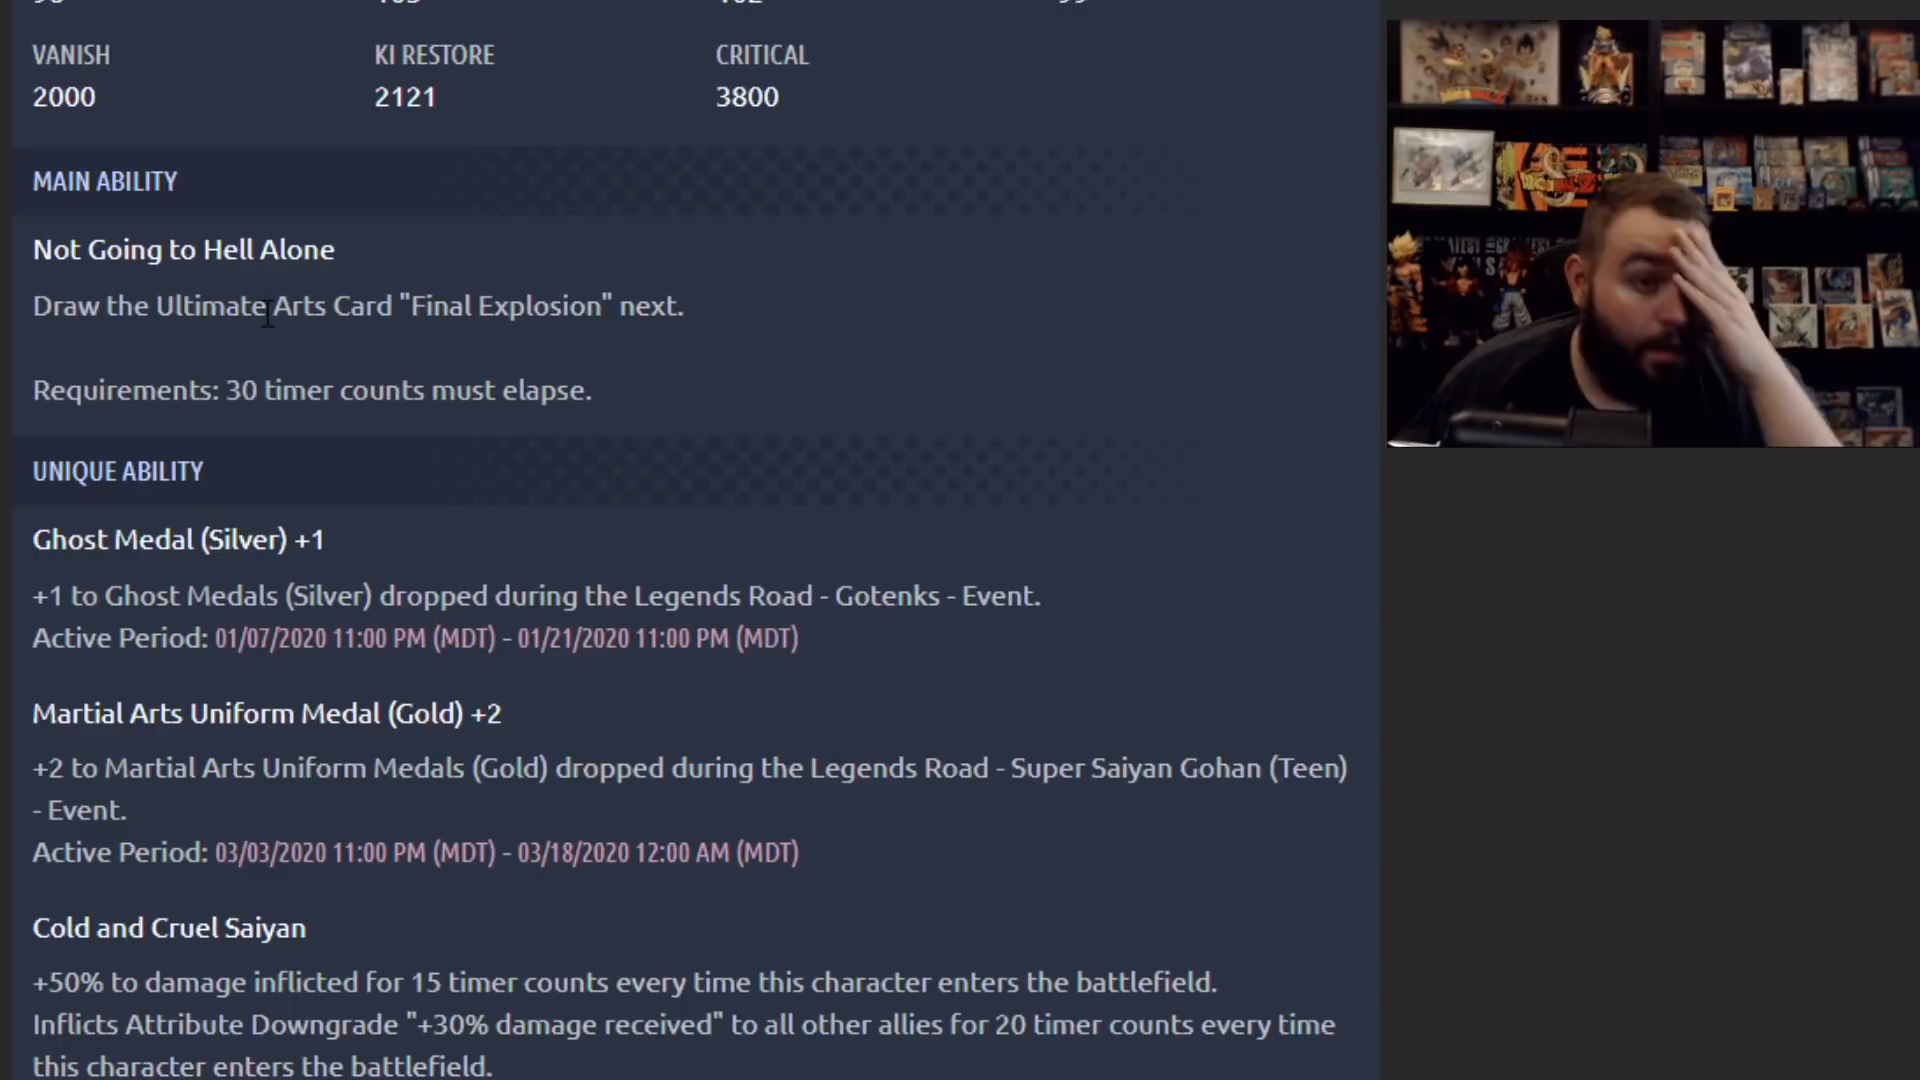 VANISH
KI RESTORE
CRITICAL
2000
2121
3800
MAIN ABILITY
Not Going to Hell Alone
Draw the Ultimate Arts Card "Final Explosion" next.
Requirements: 30 timer counts must elapse.
UNIQUE ABILITY
Ghost Medal (Silver) +1
+1 to Ghost Medals (Silver) dropped during the Legends Road - Gotenks - Event.
Active Period: 01/07/2020 11:00 PM (MDT) - 01/21/2020 11:00 PM (MDT)
Martial Arts Uniform Medal (Gold) +2
+2 to Martial Arts Uniform Medals (Gold) dropped during the Legends Road - Super Saiyan Gohan (Teen)
- Event.
Active Period: 03/03/2020 11:00 PM (MDT) - 03/18/2020 12:00 AM (MDT)
Cold and Cruel Saiyan
+50% to damage inflicted for 15 timer counts every time this character enters the battlefield.
Inflicts Attribute Downgrade "+30% damage received" to all other allies for 20 timer counts every time
this character enters the battlefield.